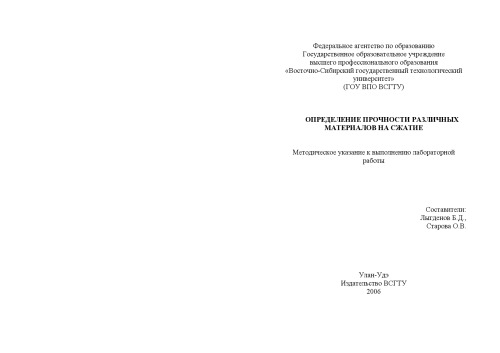 Федеральное агентство по образованию
Государственное образовательное учреждение
высшего профессионального образования
«Восточно-Сибирский государственный технологический
университет»
(ГОУ ВПО ВСГТУ)
ОПРЕДЕЛЕНИЕ ПРОЧНОСТИ РАЗЛИЧНЫХ
МАТЕРИАЛОВ НА СЖАТИЕ
Методическое указание к выполнению лабораторной
работы
Составители:
Лыгденов Б.Д.,
Старова О.В.
Улан-Удэ
Издательство ВСГТУ
2006